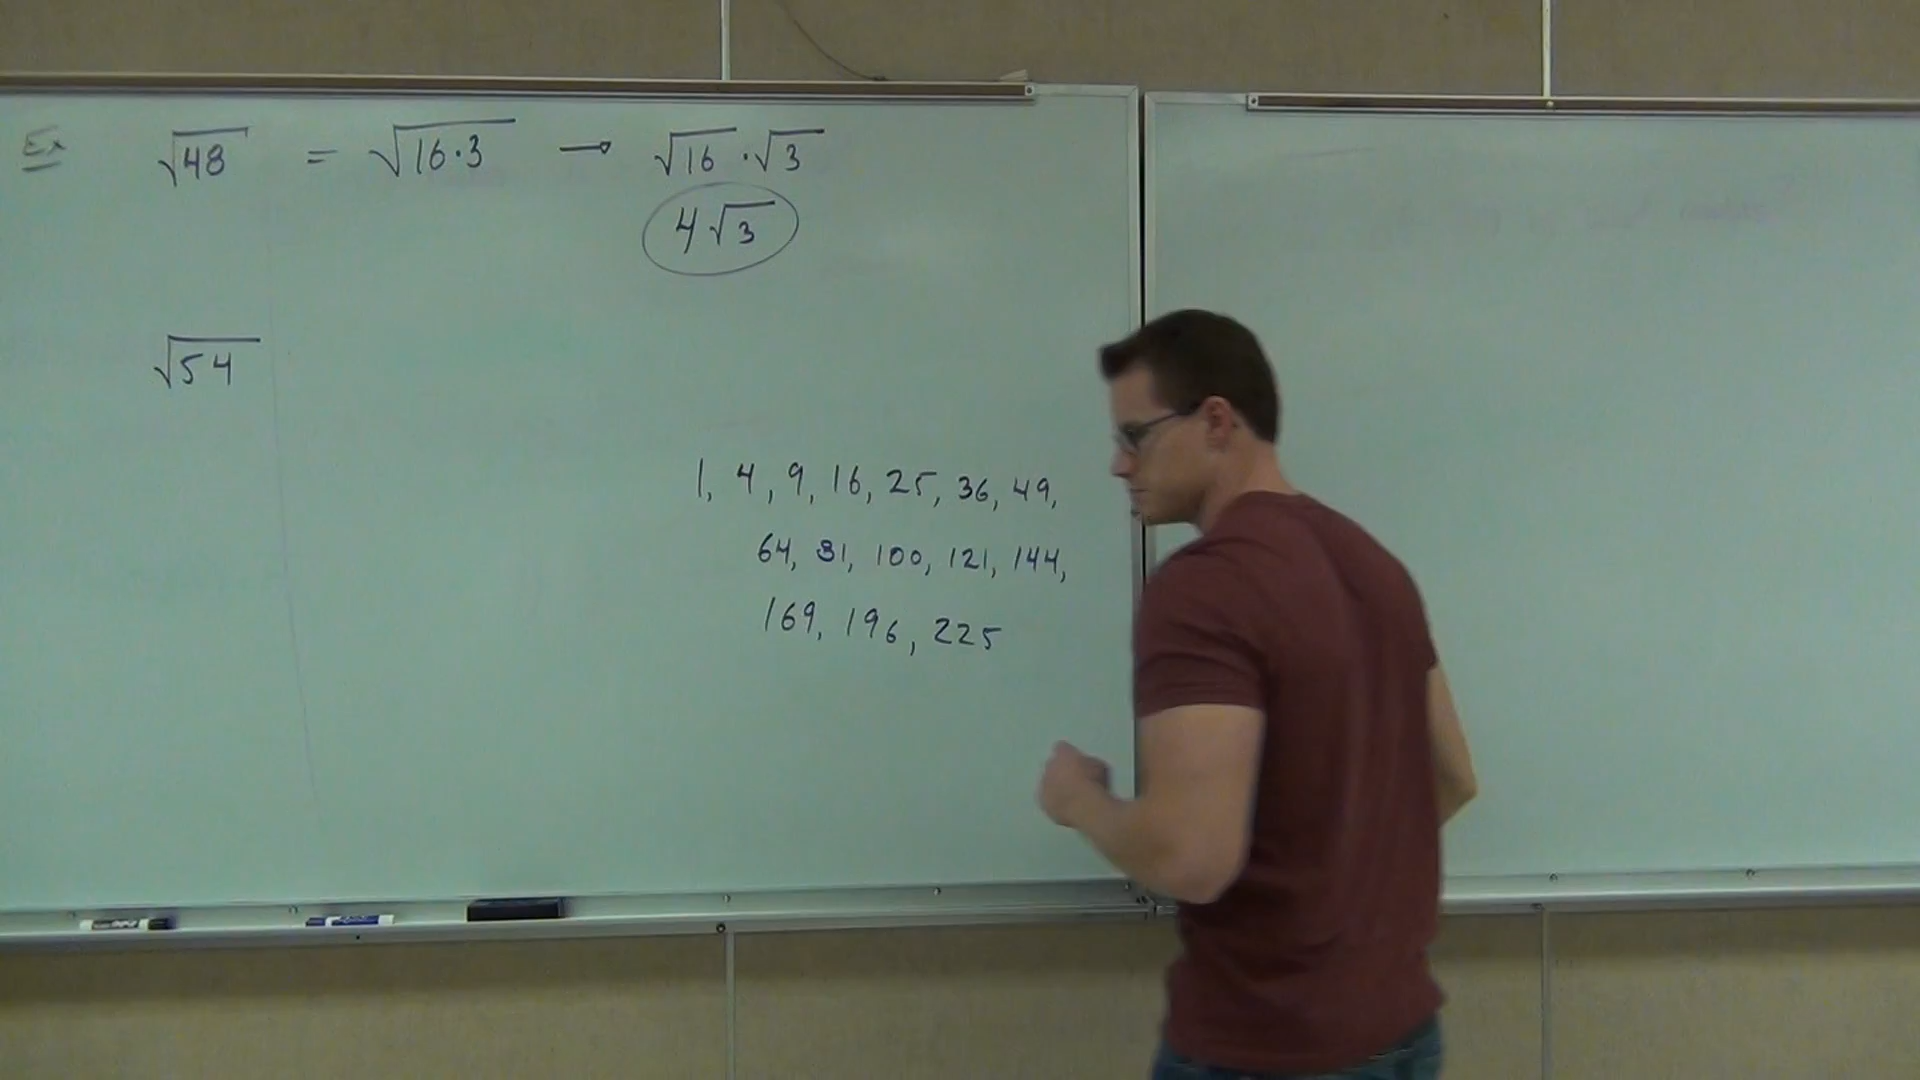 Ex √48 = √16·3 → √16 · √3
4√3
√54
1, 4, 9, 16, 25, 36, 49,
64, 81, 100, 121, 144,
169, 196, 225